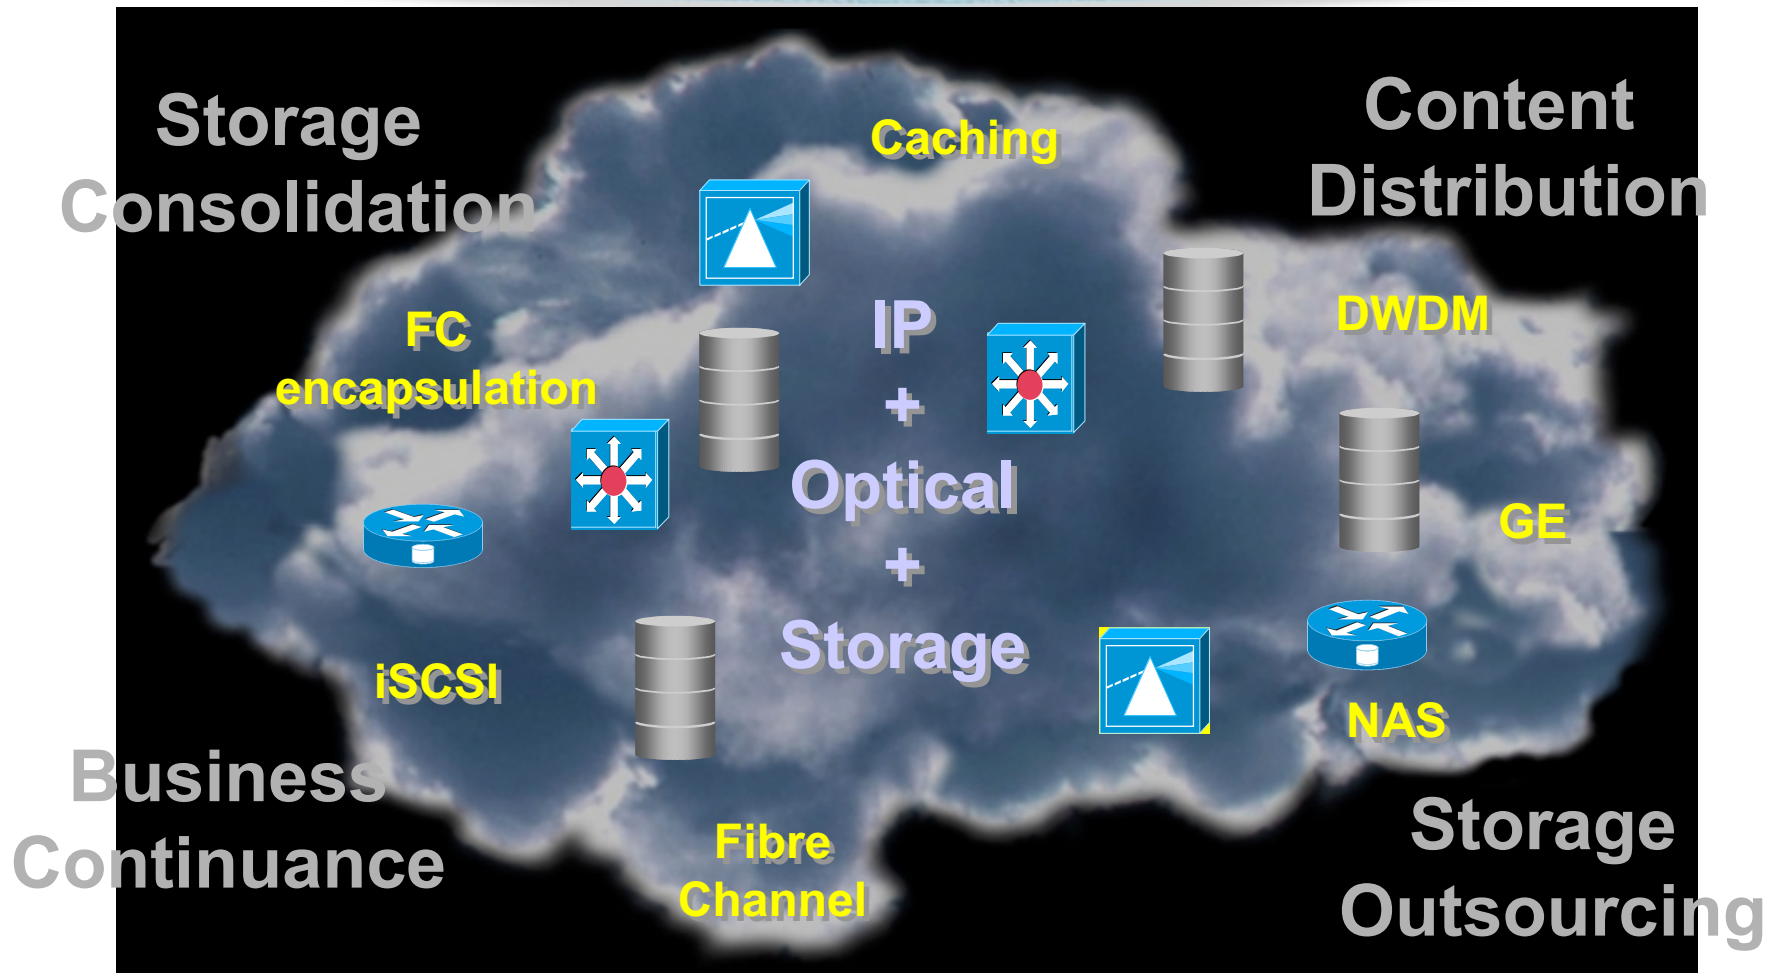 Storage
Consolidation
Content
Distribution
Caching
FC
encapsulation
IP
+
Optical
+
Storage
DWDM
GE
iSCSI
NAS
Business
Continuance
Fibre
Channel
Storage
Outsourcing